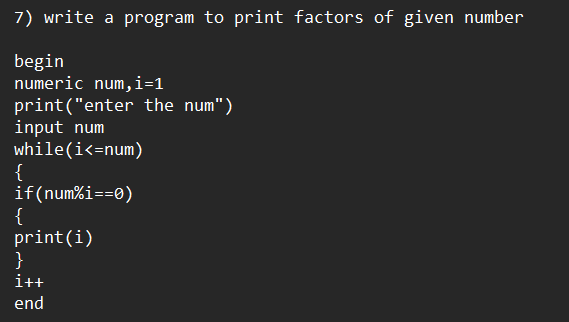 7) write a program to print factors of given number
begin
numeric num,i=1
print("enter the num")
input num
while(i<=num)
{
if(num%i==0)
{
print(i)
}
i++
end